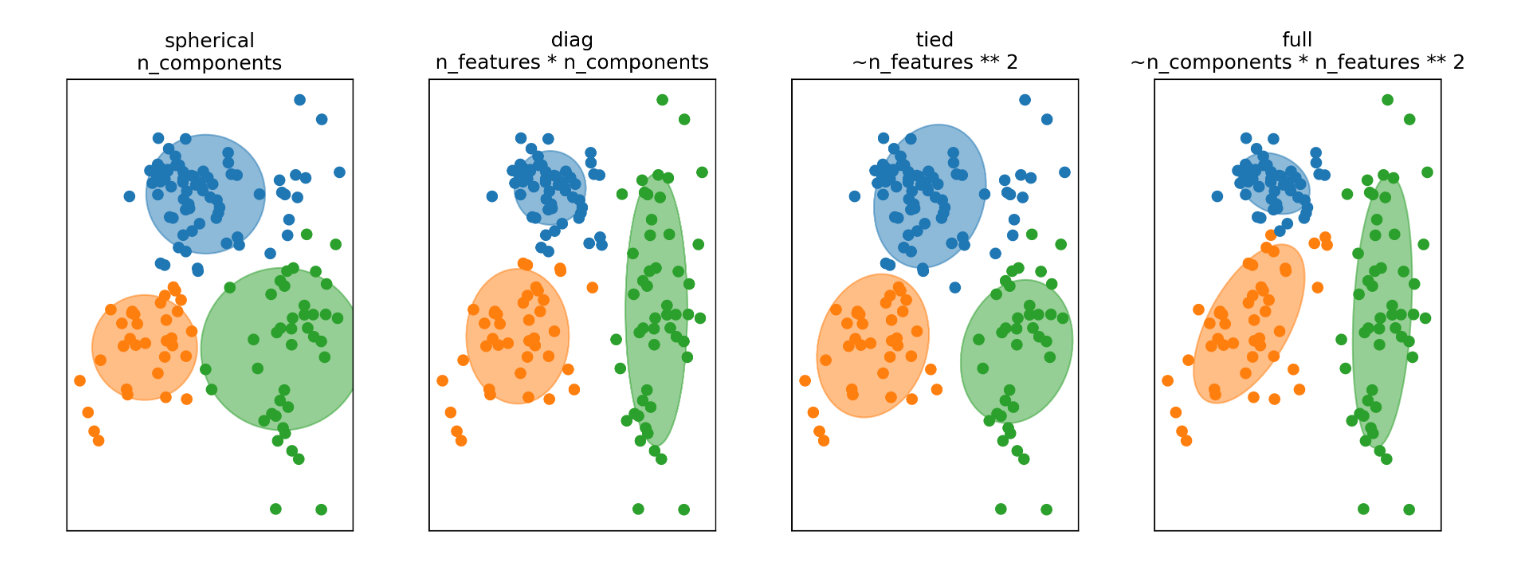 spherical
n_components
diag
n_features * n_components
tied
~n_features ** 2
full
~n_components * n_features ** 2